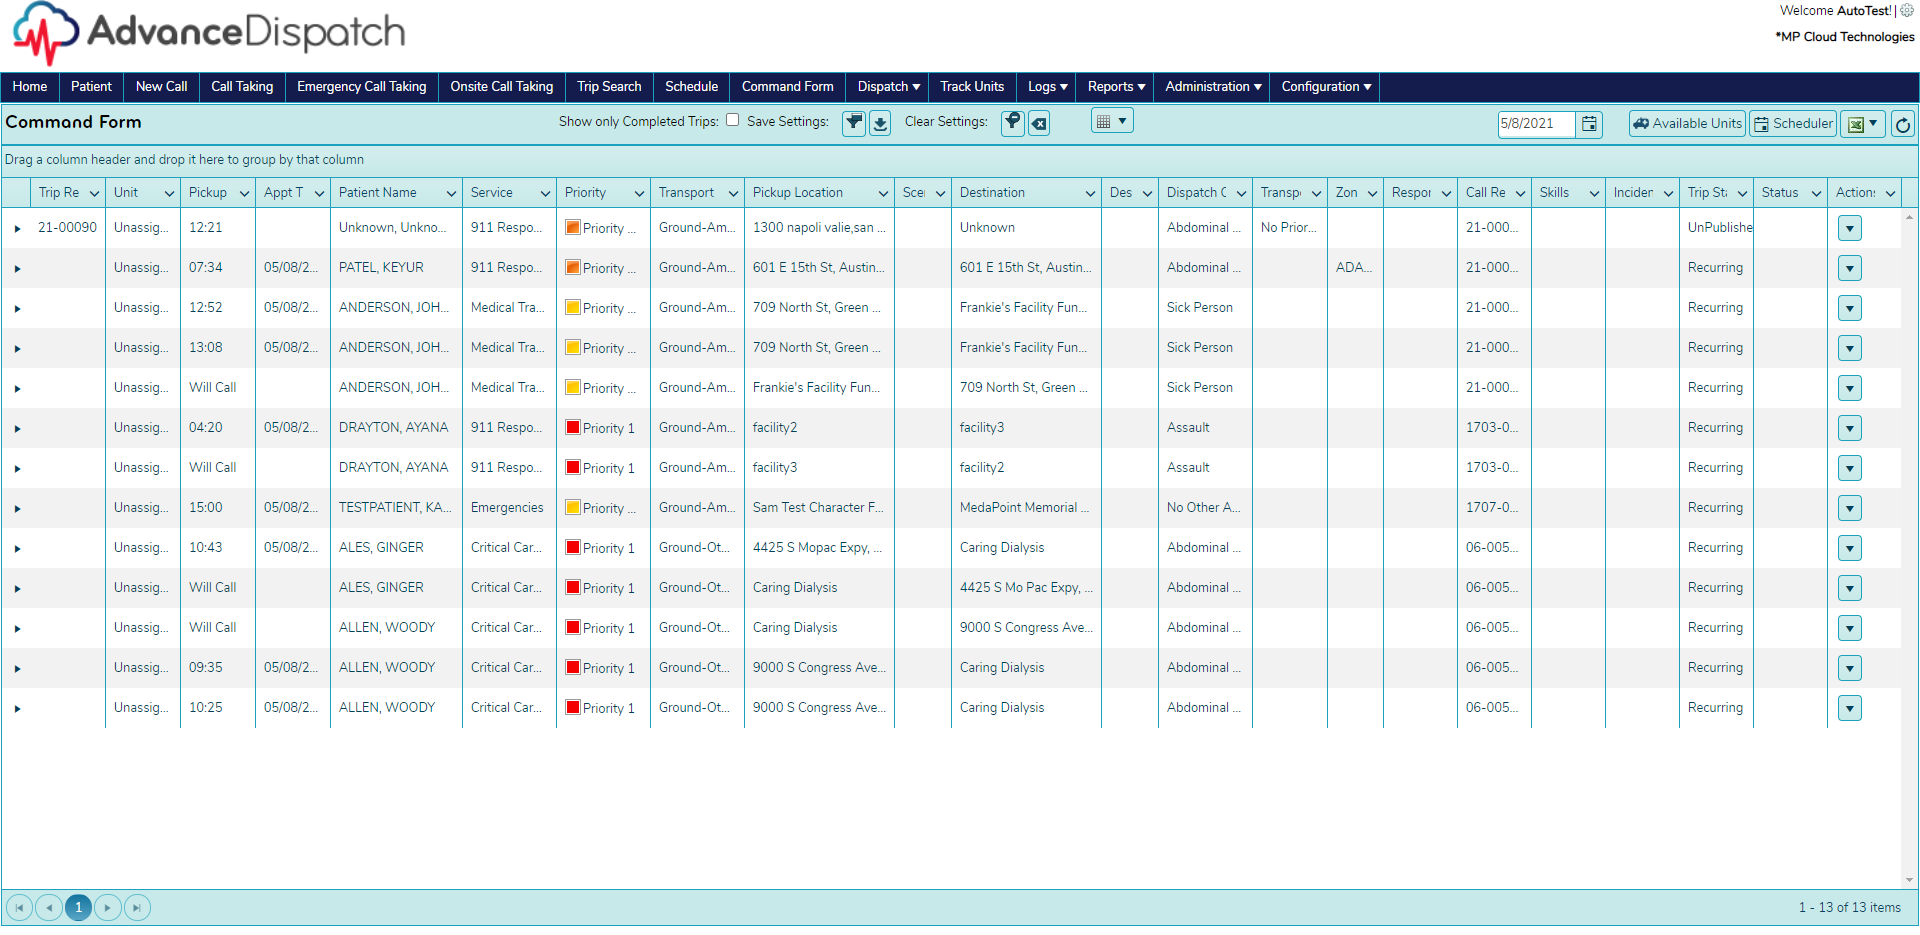 AdvanceDispatch
Welcome AutoTest! |
*MP Cloud Technologies
Home Patient New Call Call Taking Emergency Call Taking Onsite Call Taking Trip Search Schedule Command Form Dispatch Track Units Logs Reports Administration Configuration
Command Form Show only Completed Trips: Save Settings: Clear Settings: 5/8/2021 Available Units Scheduler
Drag a column header and drop it here to group by that column
Trip Re Unit Pickup Appt T Patient Name Service Priority Transport Pickup Location Sce Destination Des Dispatch C Transp Zon Respor Call Re Skills Inciden Trip Sta Status Actions
21-00090 Unassig... 12:21 Unknown, Unkno... 911 Respo... Priority ... Ground-Am... 1300 napoli valie,san ... Unknown Abdominal ... No Prior... 21-000... UnPublishe
Unassig... 07:34 05/08/2... PATEL, KEYUR 911 Respo... Priority ... Ground-Am... 601 E 15th St, Austin... 601 E 15th St, Austin... Abdominal ... ADA... 21-000... Recurring
Unassig... 12:52 05/08/2... ANDERSON, JOH... Medical Tra... Priority ... Ground-Am... 709 North St, Green ... Frankie's Facility Fun... Sick Person 21-000... Recurring
Unassig... 13:08 05/08/2... ANDERSON, JOH... Medical Tra... Priority ... Ground-Am... 709 North St, Green ... Frankie's Facility Fun... Sick Person 21-000... Recurring
Unassig... Will Call ANDERSON, JOH... Medical Tra... Priority ... Ground-Am... Frankie's Facility Fun... 709 North St, Green ... Sick Person 21-000... Recurring
Unassig... 04:20 05/08/2... DRAYTON, AYANA 911 Respo... Priority 1 Ground-Am... facility2 facility3 Assault 1703-0... Recurring
Unassig... Will Call DRAYTON, AYANA 911 Respo... Priority 1 Ground-Am... facility3 facility2 Assault 1703-0... Recurring
Unassig... 15:00 05/08/2... TESTPATIENT, KA... Emergencies Priority ... Ground-Am... Sam Test Character F... MedaPoint Memorial ... No Other A... 1707-0... Recurring
Unassig... 10:43 05/08/2... ALES, GINGER Critical Car... Priority 1 Ground-Ot... 4425 S Mopac Expy, ... Caring Dialysis Abdominal ... 06-005... Recurring
Unassig... Will Call ALES, GINGER Critical Car... Priority 1 Ground-Ot... Caring Dialysis 4425 S Mo Pac Expy, ... Abdominal ... 06-005... Recurring
Unassig... Will Call ALLEN, WOODY Critical Car... Priority 1 Ground-Ot... Caring Dialysis 9000 S Congress Ave... Abdominal ... 06-005... Recurring
Unassig... 09:35 05/08/2... ALLEN, WOODY Critical Car... Priority 1 Ground-Ot... 9000 S Congress Ave... Caring Dialysis Abdominal ... 06-005... Recurring
Unassig... 10:25 05/08/2... ALLEN, WOODY Critical Car... Priority 1 Ground-Ot... 9000 S Congress Ave... Caring Dialysis Abdominal ... 06-005... Recurring
1 1 - 13 of 13 items